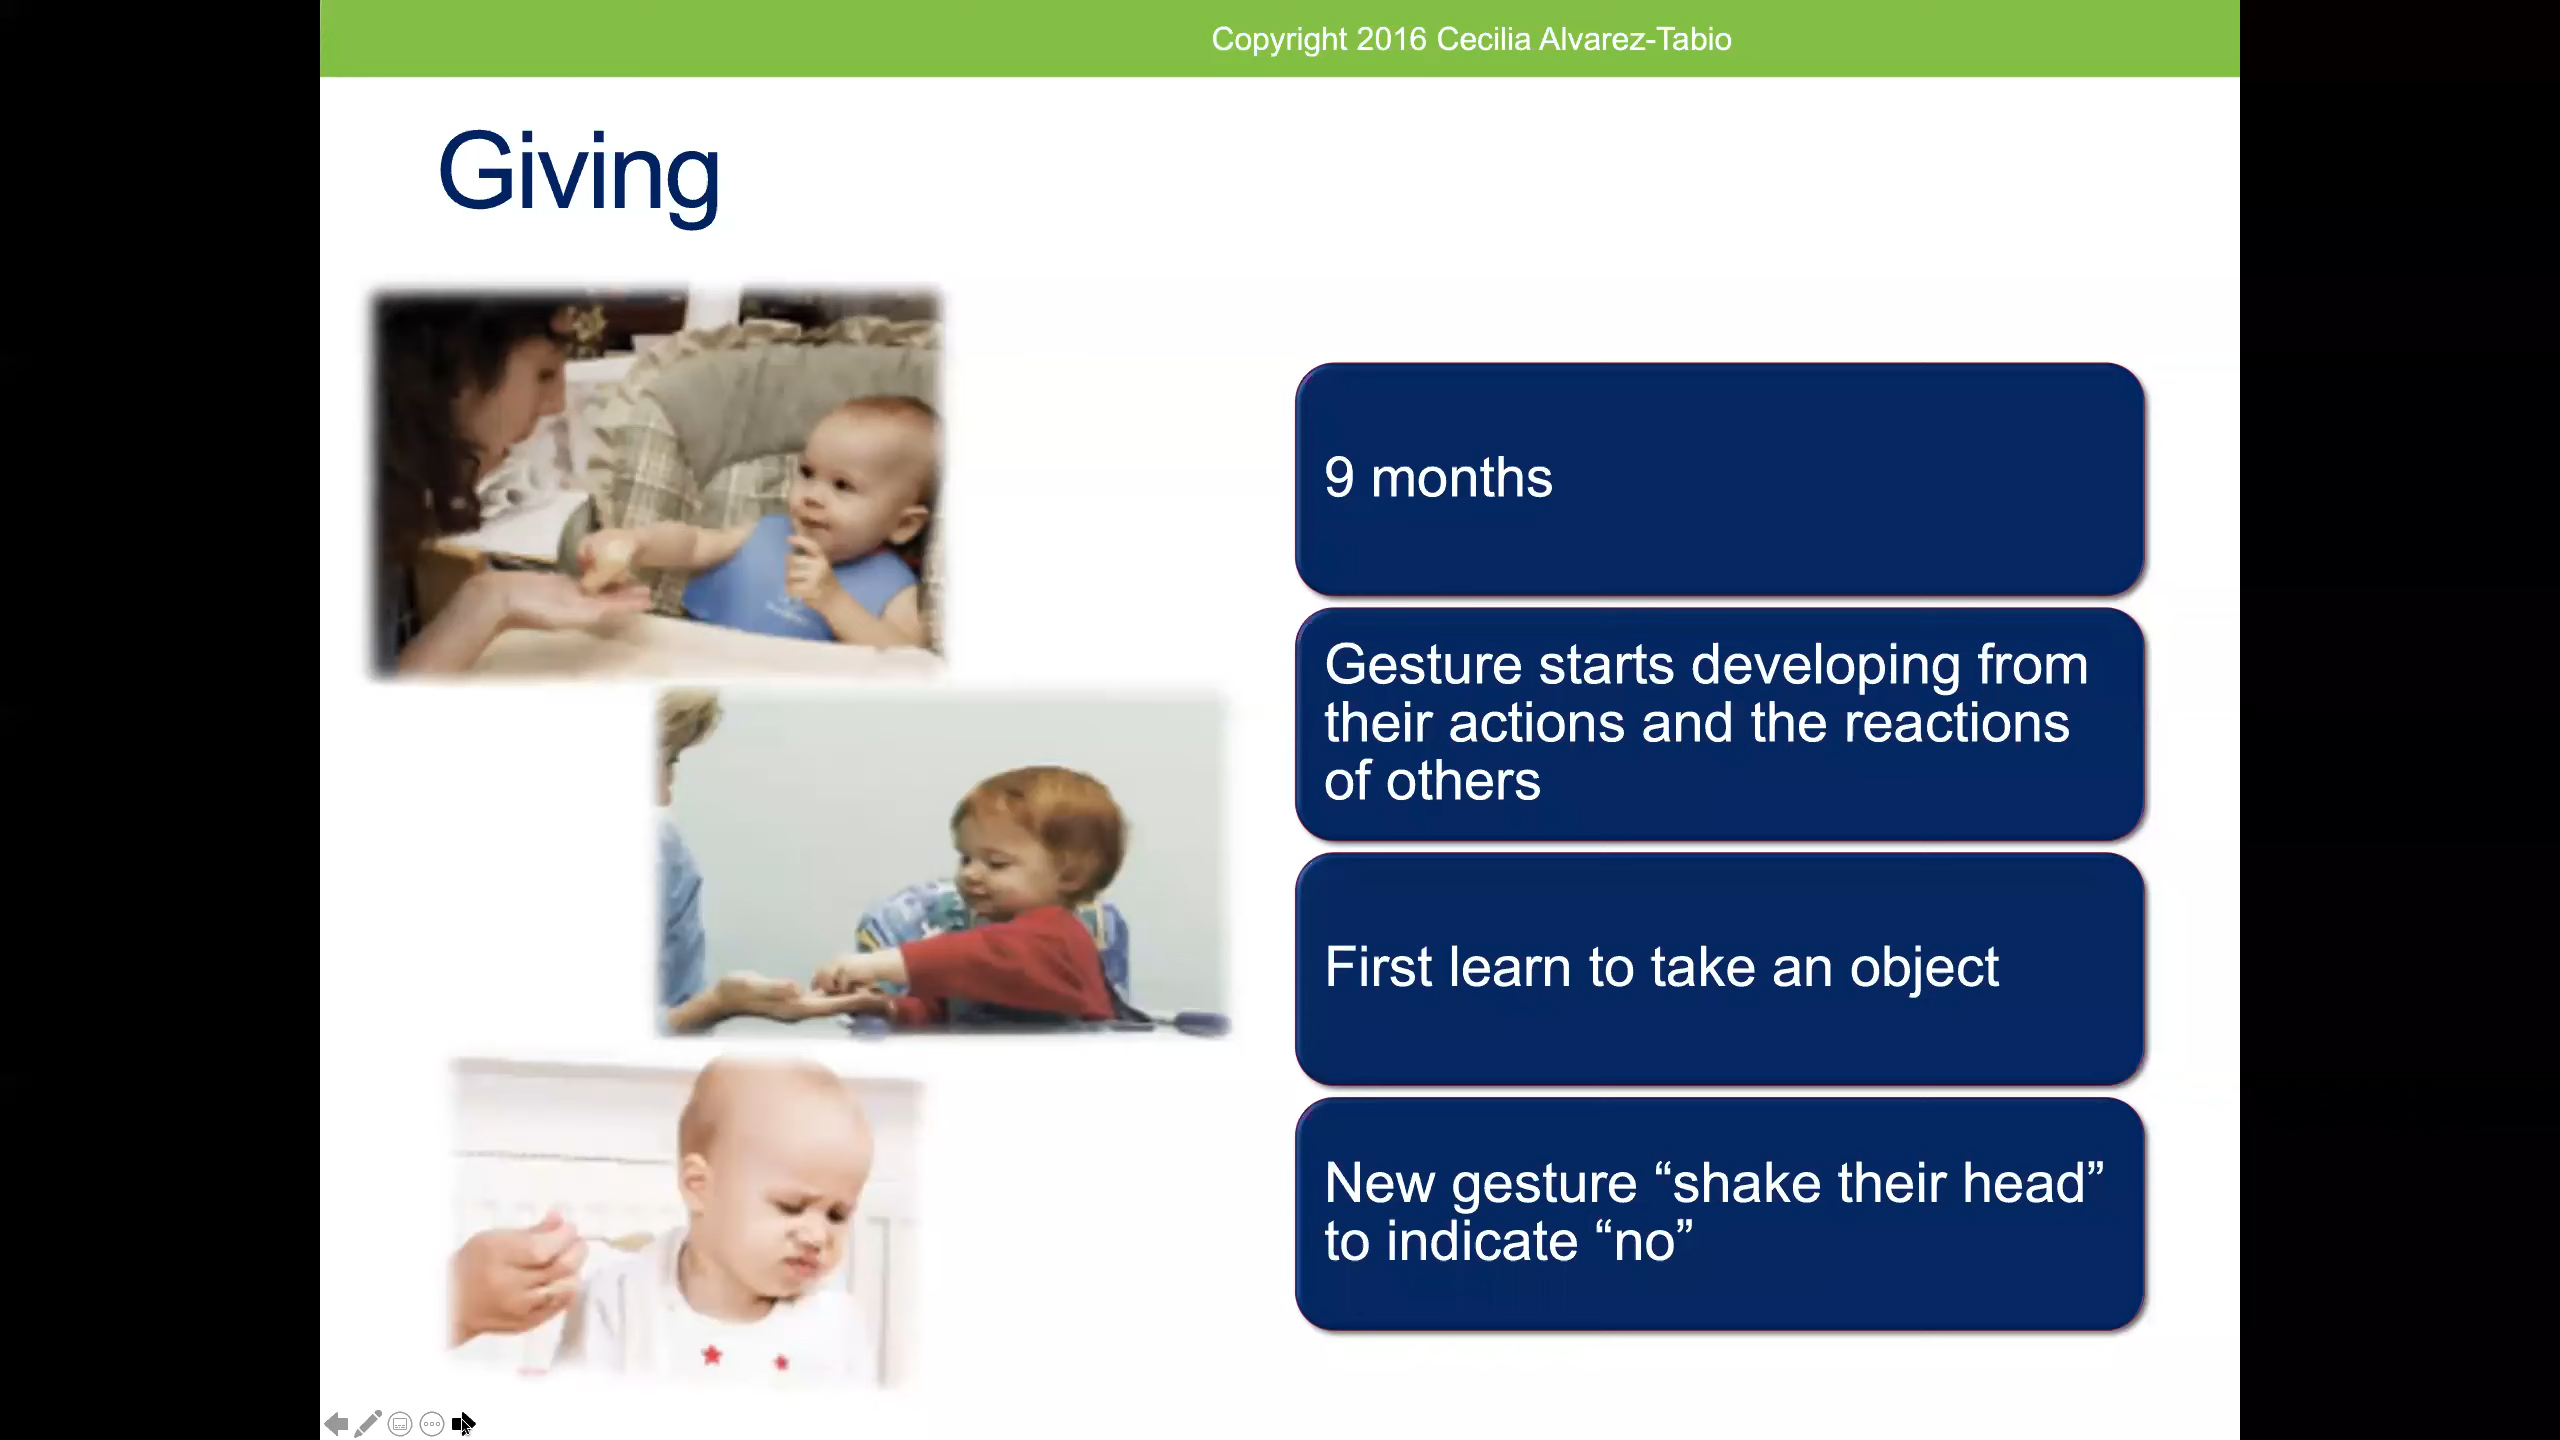 Copyright 2016 Cecilia Alvarez-Tabio
Giving
9 months
Gesture starts developing from
their actions and the reactions
of others
First learn to take an object
New gesture “shake their head”
to indicate “no”